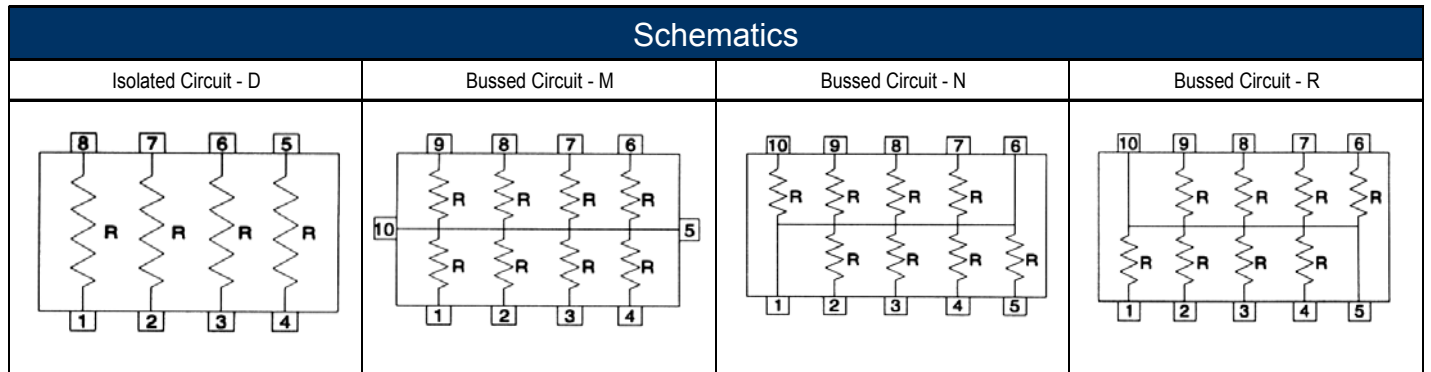 Schematics
Isolated Circuit - D
Bussed Circuit - M
Bussed Circuit - N
Bussed Circuit - R
8 7 6 5
R R R R
1 2 3 4
9 8 7 6
R R R R
10 5
R R R R
1 2 3 4
10 9 8 7 6
R R R R
R R R R
1 2 3 4 5
10 9 8 7 6
R R R R
R R R R
1 2 3 4 5